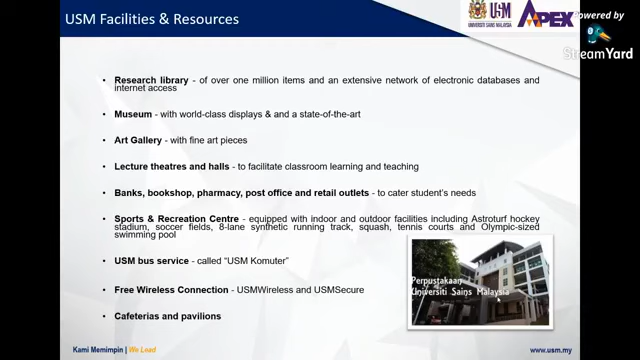 USM Facilities & Resources
USM
UNIVERSITI SAINS MALAYSIA
APEX
Powered by
StreamYard
• Research library - of over one million items and an extensive network of electronic databases and
internet access
• Museum - with world-class displays & and a state-of-the-art
• Art Gallery - with fine art pieces
• Lecture theatres and halls - to facilitate classroom learning and teaching
• Banks, bookshop, pharmacy, post office and retail outlets - to cater student's needs
• Sports & Recreation Centre - equipped with indoor and outdoor facilities including Astroturf hockey
stadium, soccer fields, 8-lane synthetic running track, squash, tennis courts and Olympic-sized
swimming pool
• USM bus service - called “USM Komuter”
• Free Wireless Connection - USMWireless and USMSecure
• Cafeterias and pavilions
Perpustakaan
Universiti Sains Malaysia
Kami Memimpin | We Lead
www.usm.my